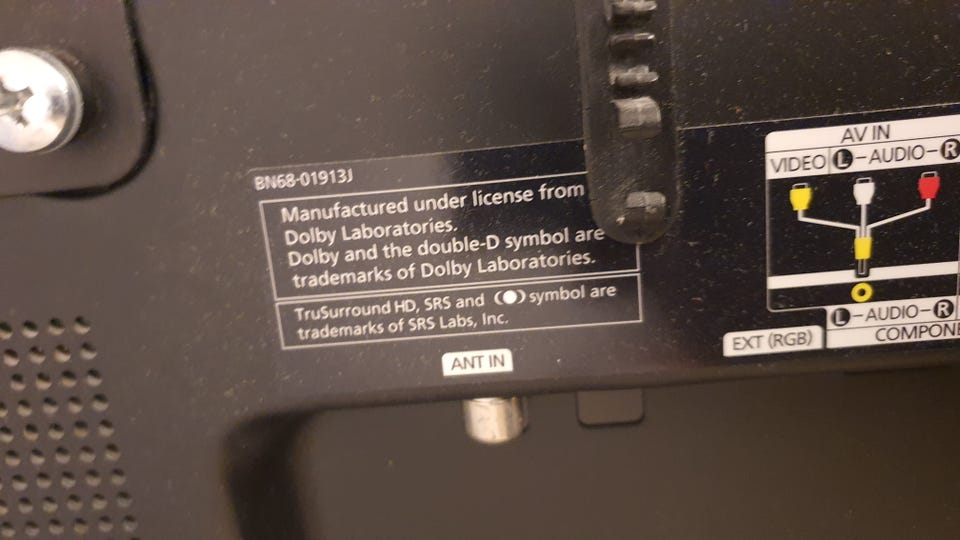 BN68-01913J
Manufactured under license from
Dolby Laboratories.
Dolby and the double-D symbol are
trademarks of Dolby Laboratories.
TruSurround HD, SRS and symbol are
trademarks of SRS Labs, Inc.
ANT IN
AV IN
VIDEO L-AUDIO-R
L-AUDIO-R
EXT (RGB)
COMPONE